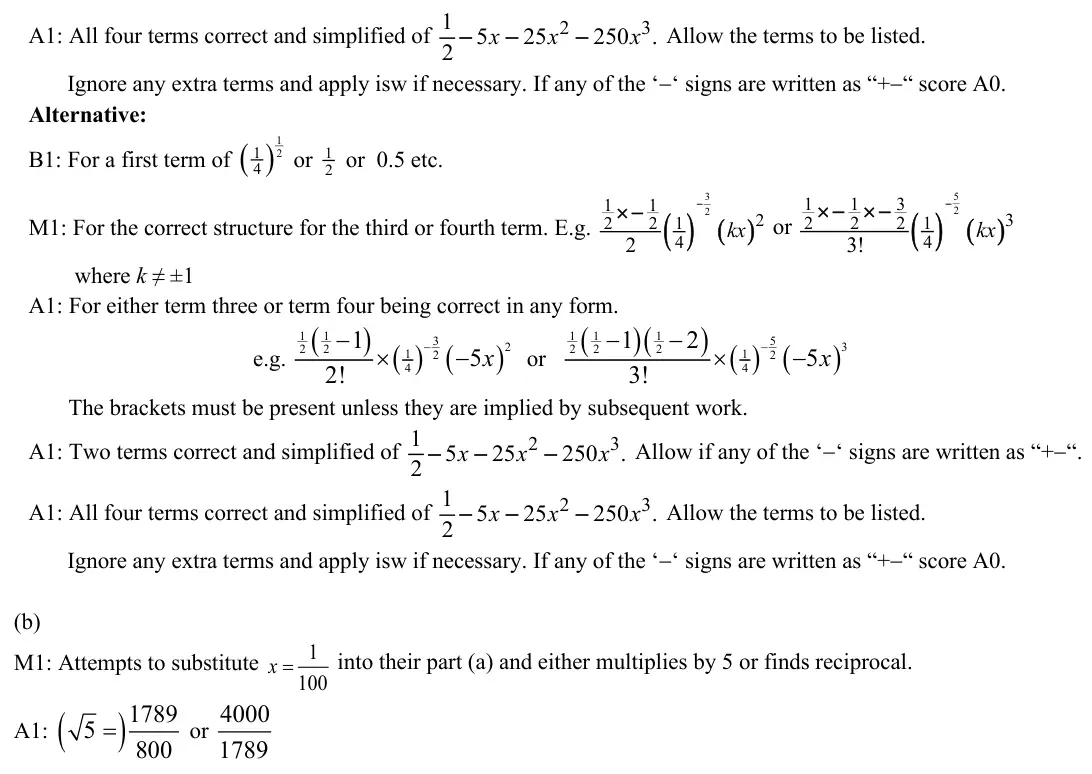 A1: All four terms correct and simplified of 1/2 − 5x − 25x² − 250x³. Allow the terms to be listed.
Ignore any extra terms and apply isw if necessary. If any of the ‘–‘ signs are written as “+–“ score A0.
Alternative:
B1: For a first term of (1/4)^(1/2) or 1/2 or 0.5 etc.
M1: For the correct structure for the third or fourth term. E.g. (1/2 × −1/2)/2 (1/4)^(−3/2) (kx)² or (1/2 × −1/2 × −3/2)/3! (1/4)^(−5/2) (kx)³
where k ≠ ±1
A1: For either term three or term four being correct in any form.
e.g. (1/2(1/2 − 1))/2! × (1/4)^(−3/2) (−5x)² or (1/2(1/2 − 1)(1/2 − 2))/3! × (1/4)^(−5/2) (−5x)³
The brackets must be present unless they are implied by subsequent work.
A1: Two terms correct and simplified of 1/2 − 5x − 25x² − 250x³. Allow if any of the ‘–‘ signs are written as “+–“.
A1: All four terms correct and simplified of 1/2 − 5x − 25x² − 250x³. Allow the terms to be listed.
Ignore any extra terms and apply isw if necessary. If any of the ‘–‘ signs are written as “+–“ score A0.
(b)
M1: Attempts to substitute x = 1/100 into their part (a) and either multiplies by 5 or finds reciprocal.
A1: (√5 =) 1789/800 or 4000/1789